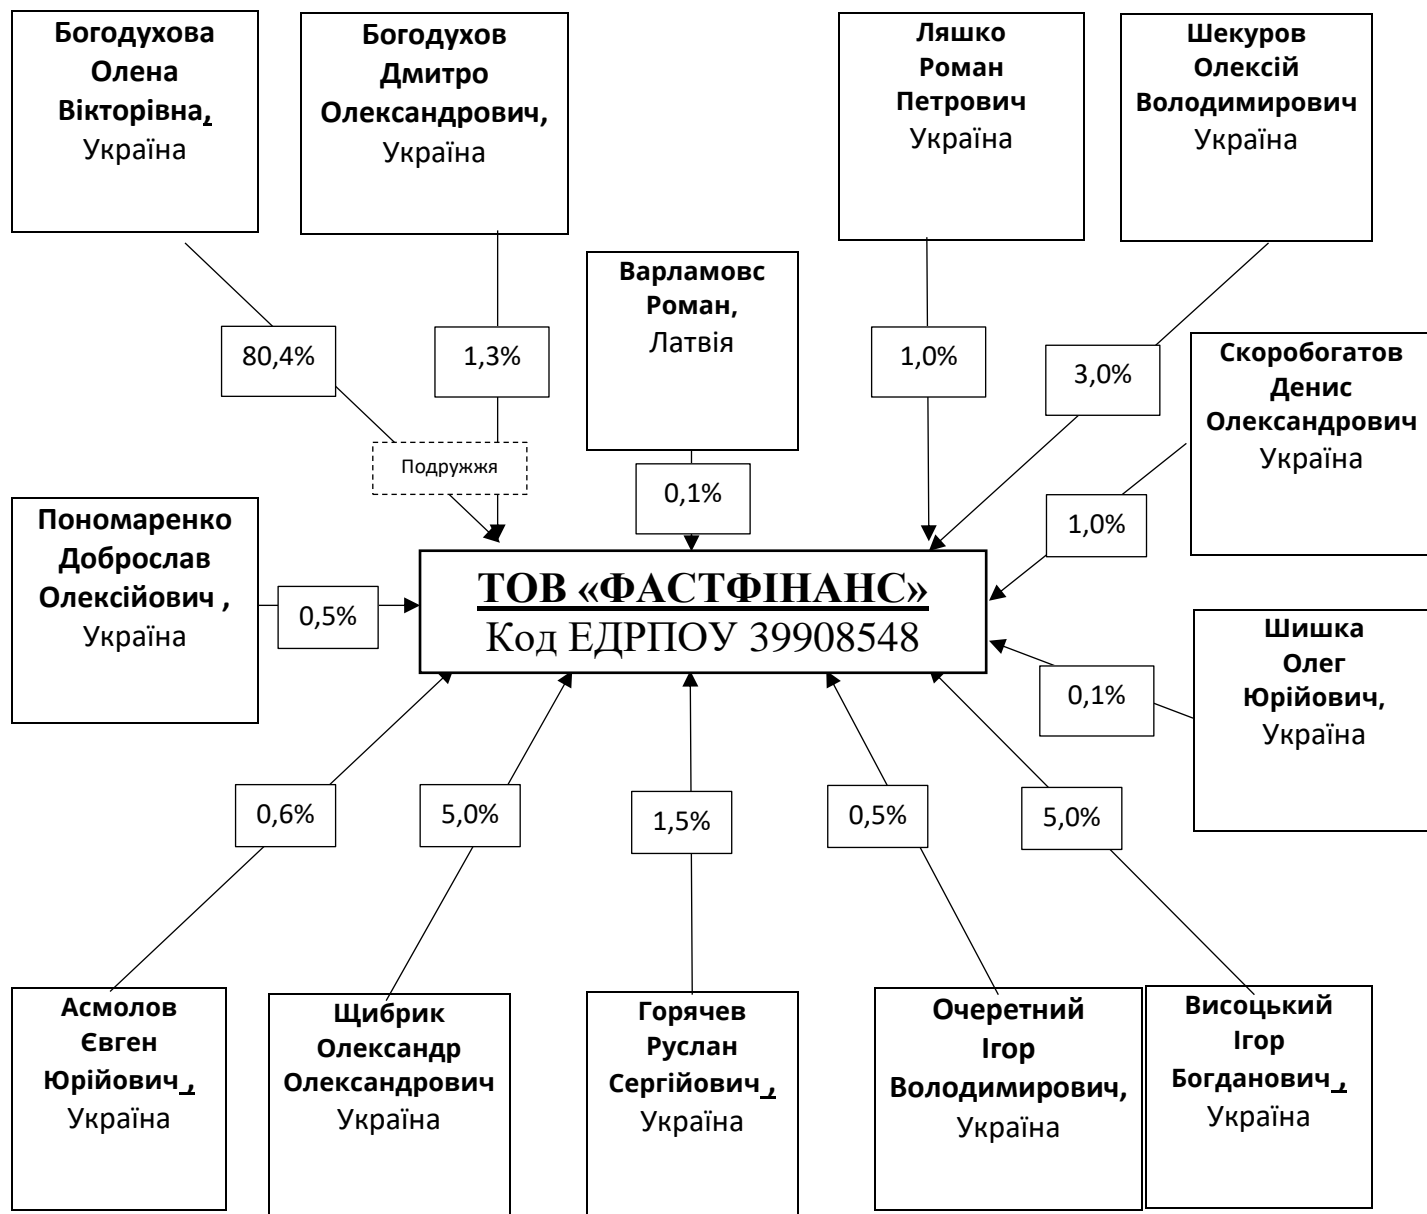 Богодухова
Олена
Вікторівна,
Україна
Богодухов
Дмитро
Олександрович,
Україна
Ляшко
Роман
Петрович
Україна
Шекуров
Олексій
Володимирович
Україна
Варламовс
Роман,
Латвія
80,4%
1,3%
1,0%
3,0%
Скоробогатов
Денис
Олександрович
Україна
Подружжя
0,1%
1,0%
Пономаренко
Доброслав
Олексійович ,
Україна
0,5%
ТОВ «ФАСТФІНАНС»
Код ЕДРПОУ 39908548
Шишка
Олег
Юрійович,
Україна
0,1%
0,6%
5,0%
1,5%
0,5%
5,0%
Асмолов
Євген
Юрійович ,
Україна
Щибрик
Олександр
Олександрович
Україна
Горячев
Руслан
Сергійович ,
Україна
Очеретний
Ігор
Володимирович,
Україна
Висоцький
Ігор
Богданович ,
Україна